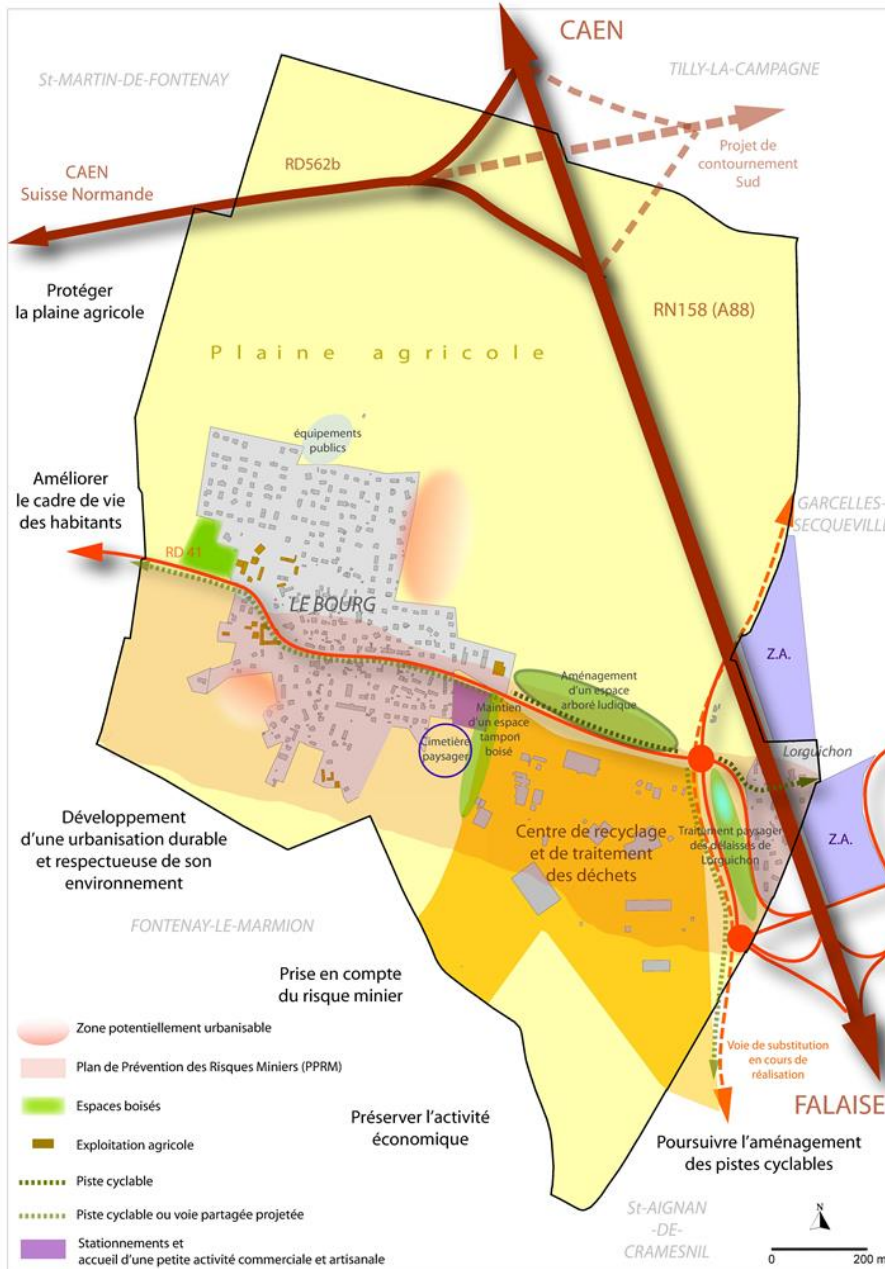 CAEN
St-MARTIN-DE-FONTENAY
TILLY-LA-CAMPAGNE
Projet de
contournement
Sud
RD562b
CAEN
Suisse Normande
Protéger
la plaine agricole
RN158 (A88)
Plaine agricole
équipements
publics
Améliorer
le cadre de vie
des habitants
GARCELLES-
SECQUEVILLE
RD 41
LE BOURG
Z.A.
Aménagement
d'un espace
arboré ludique
Maintien
d'un espace
tampon
boisé
Cimetière
paysager
Lorguichon
Développement
d'une urbanisation durable
et respectueuse de son
environnement
Centre de recyclage
et de traitement
des déchets
Traitement paysager
des délaissés de
Lorguichon
Z.A.
FONTENAY-LE-MARMION
Prise en compte
du risque minier
Zone potentiellement urbanisable
Plan de Prévention des Risques Miniers (PPRM)
Espaces boisés
Exploitation agricole
Piste cyclable
Piste cyclable ou voie partagée projetée
Stationnements et
accueil d'une petite activité commerciale et artisanale
Voie de substitution
en cours de
réalisation
FALAISE
Préserver l'activité
économique
Poursuivre l'aménagement
des pistes cyclables
St-AIGNAN
-DE-
CRAMESNIL
N
0 200 m